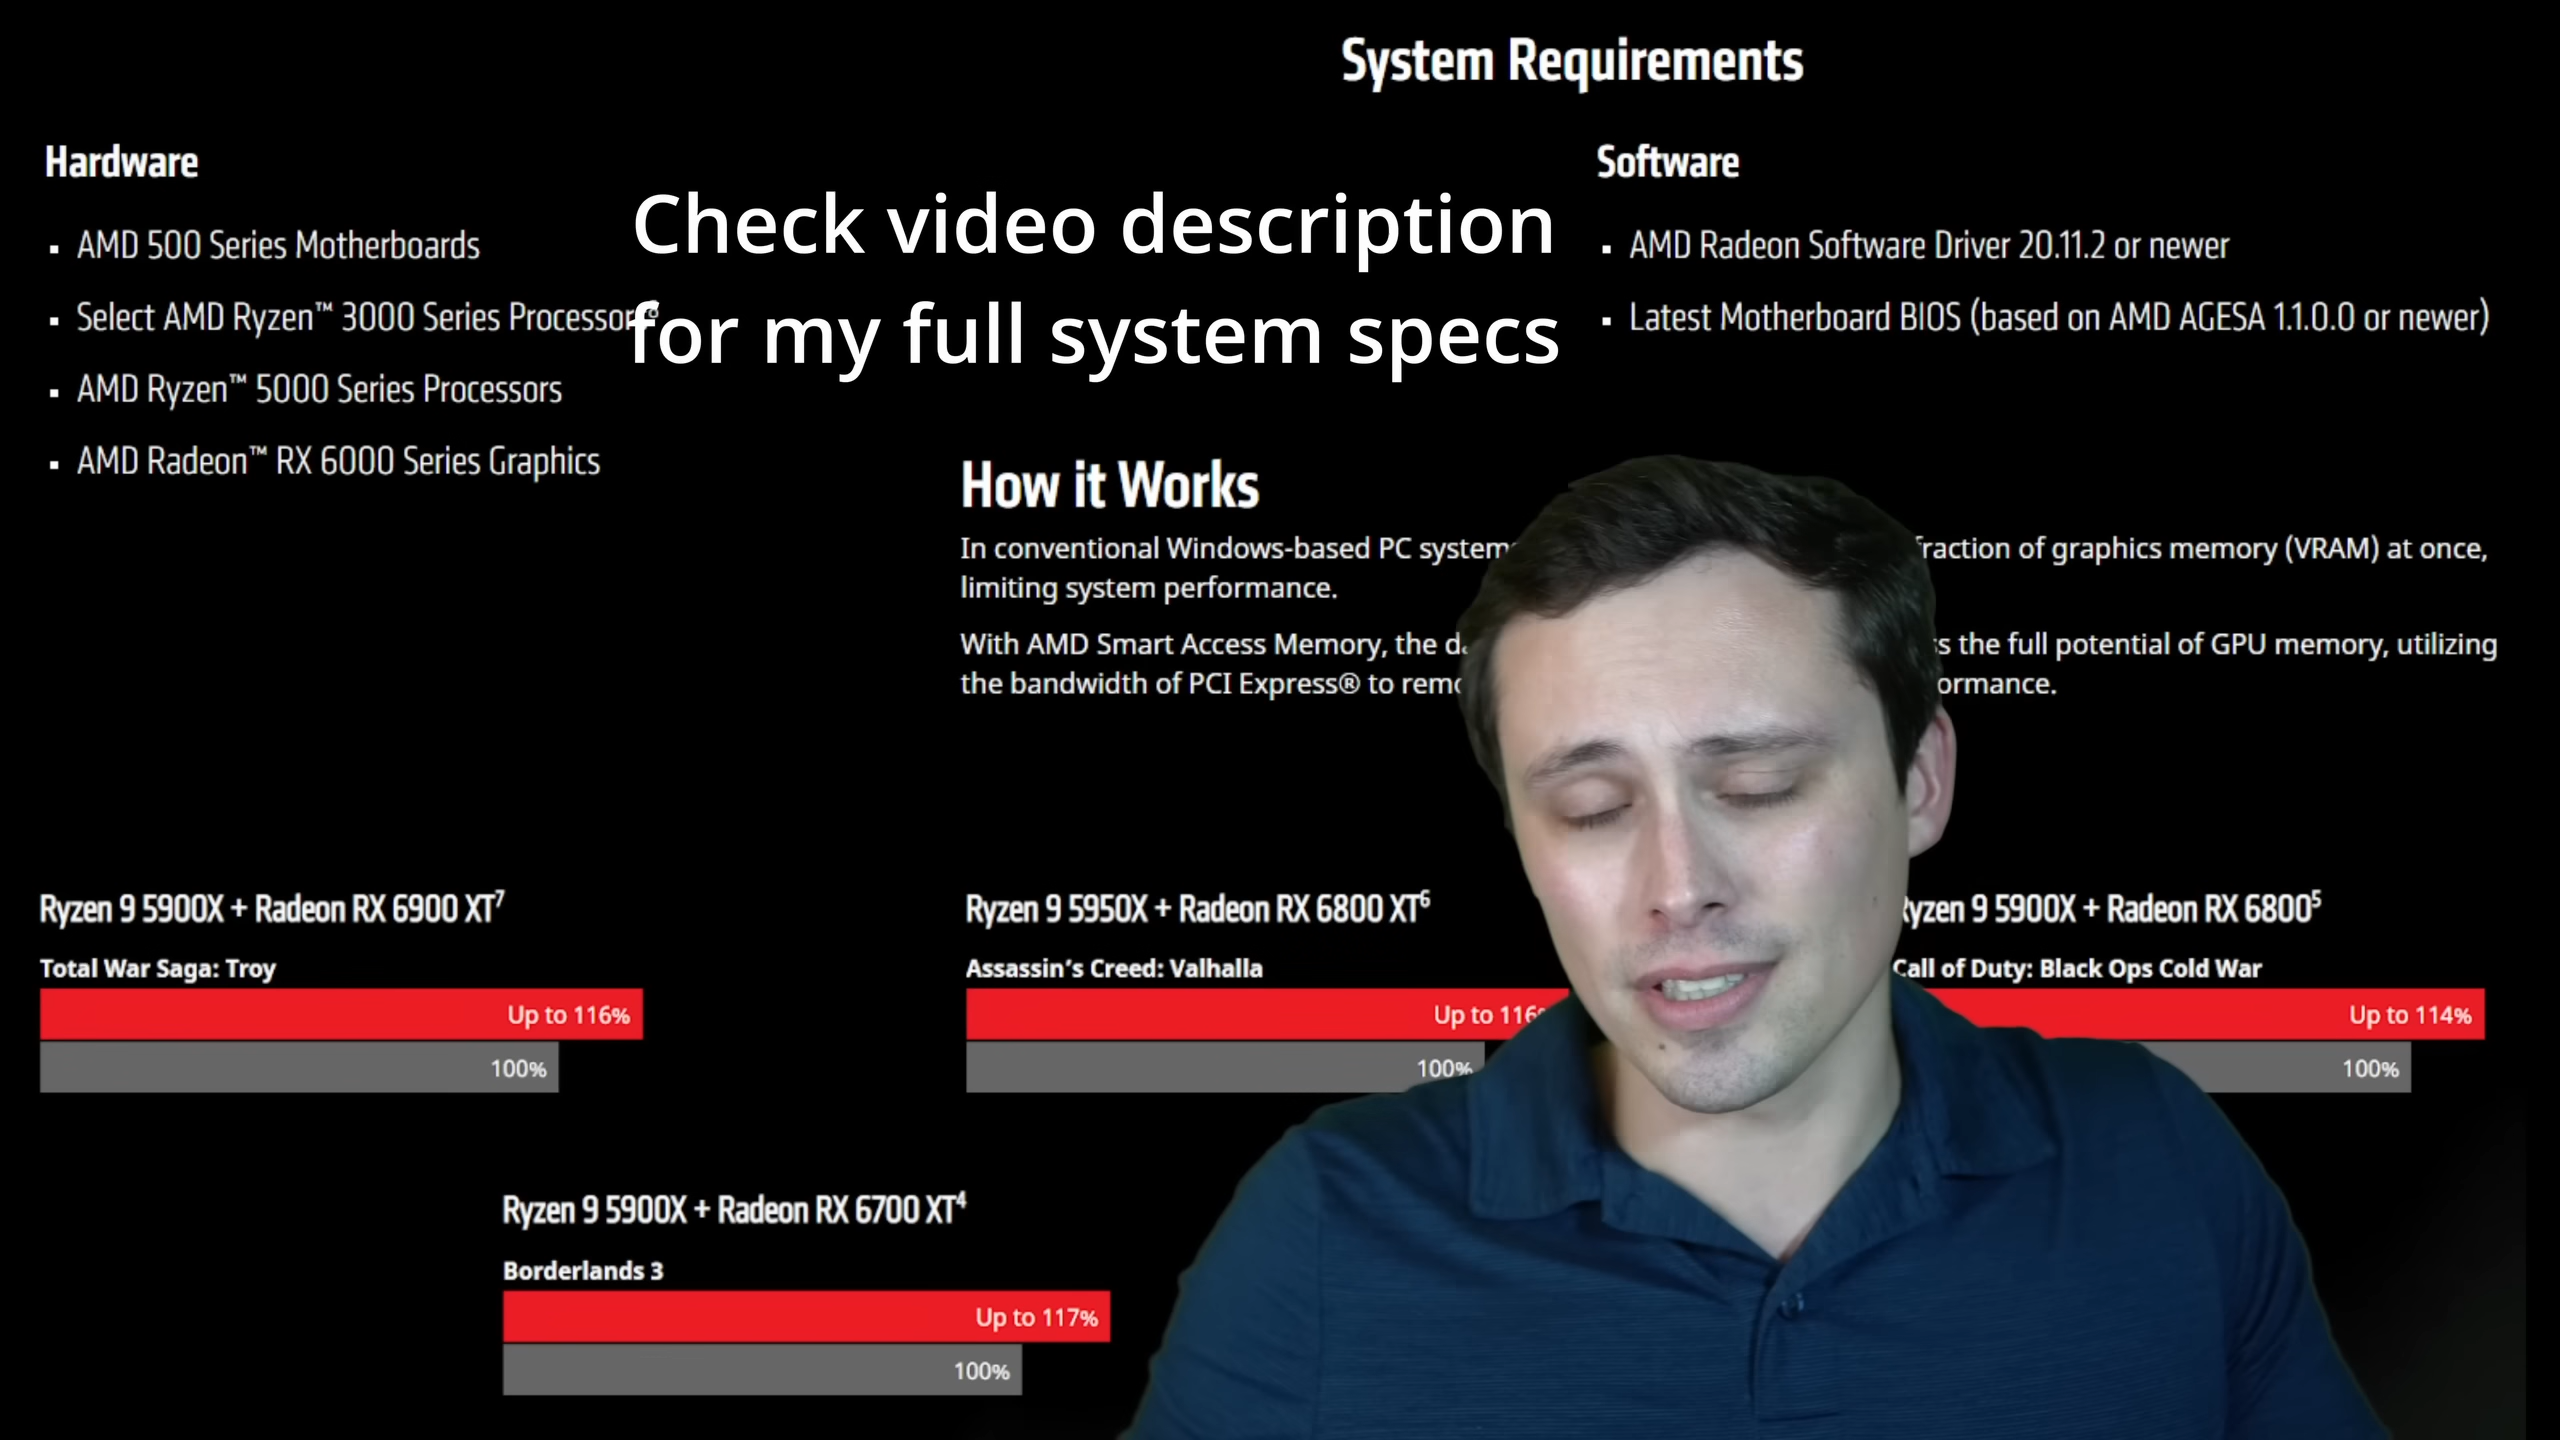 System Requirements
Hardware
▪ AMD 500 Series Motherboards
▪ Select AMD Ryzen™ 3000 Series Processor
▪ AMD Ryzen™ 5000 Series Processors
▪ AMD Radeon™ RX 6000 Series Graphics
Check video description
for my full system specs
Software
▪ AMD Radeon Software Driver 20.11.2 or newer
▪ Latest Motherboard BIOS (based on AMD AGESA 1.1.0.0 or newer)
How it Works
In conventional Windows-based PC systems fraction of graphics memory (VRAM) at once,
limiting system performance.
With AMD Smart Access Memory, the the full potential of GPU memory, utilizing
the bandwidth of PCI Express® to
Ryzen 9 5900X + Radeon RX 6900 XT⁷
Total War Saga: Troy
Up to 116%
100%
Ryzen 9 5950X + Radeon RX 6800 XT⁶
Assassin’s Creed: Valhalla
Up to 116%
100%
Ryzen 9 5900X + Radeon RX 6800⁵
Call of Duty: Black Ops Cold War
Up to 114%
100%
Ryzen 9 5900X + Radeon RX 6700 XT⁴
Borderlands 3
Up to 117%
100%